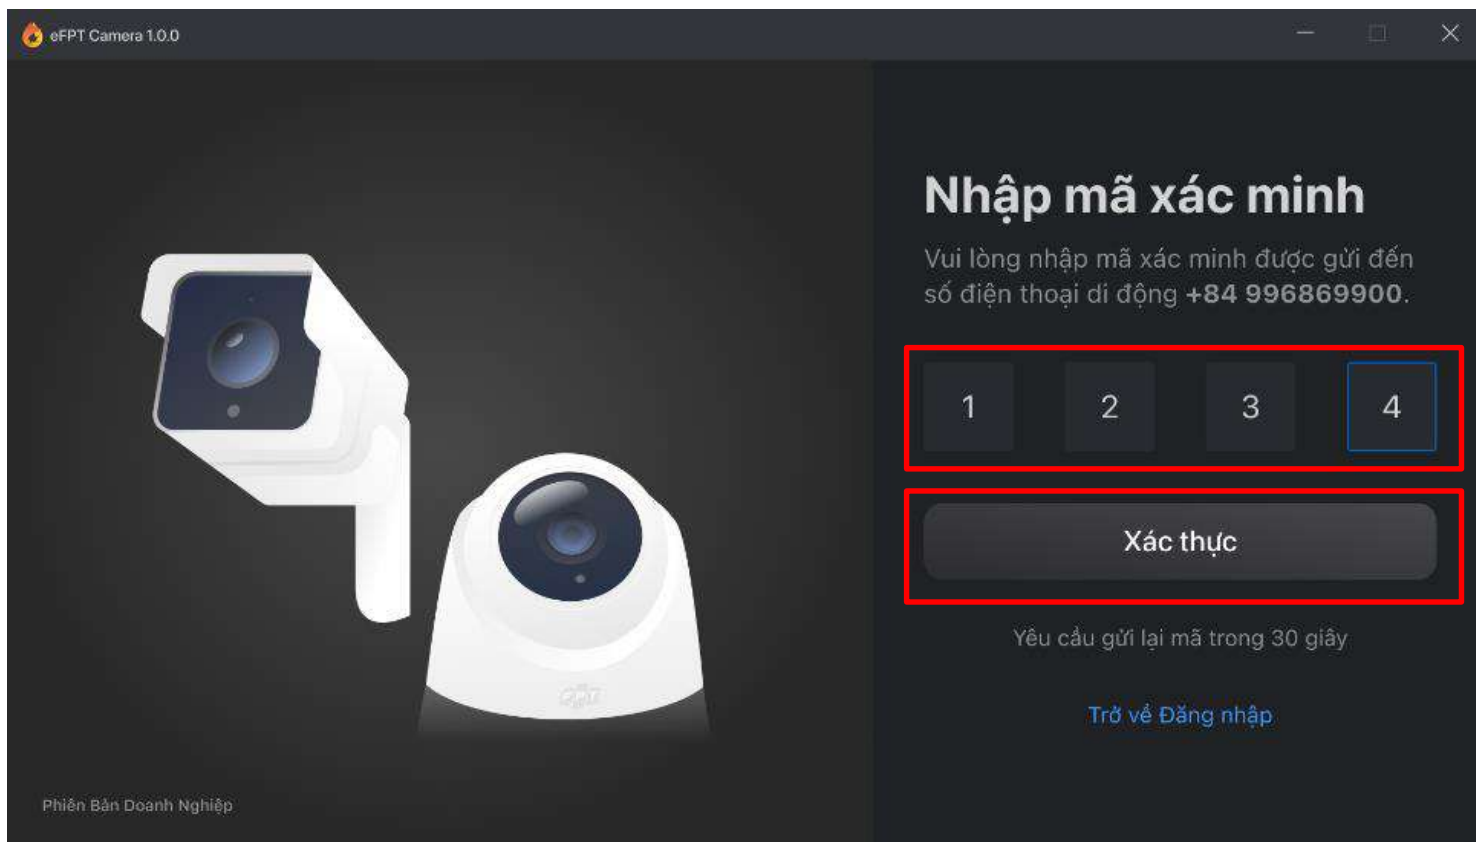 eFPT Camera 1.0.0
Nhập mã xác minh
Vui lòng nhập mã xác minh được gửi đến
số điện thoại di động +84 996869900.
1 2 3 4
Xác thực
Yêu cầu gửi lại mã trong 30 giây
Trở về Đăng nhập
FPT
Phiên Bản Doanh Nghiệp